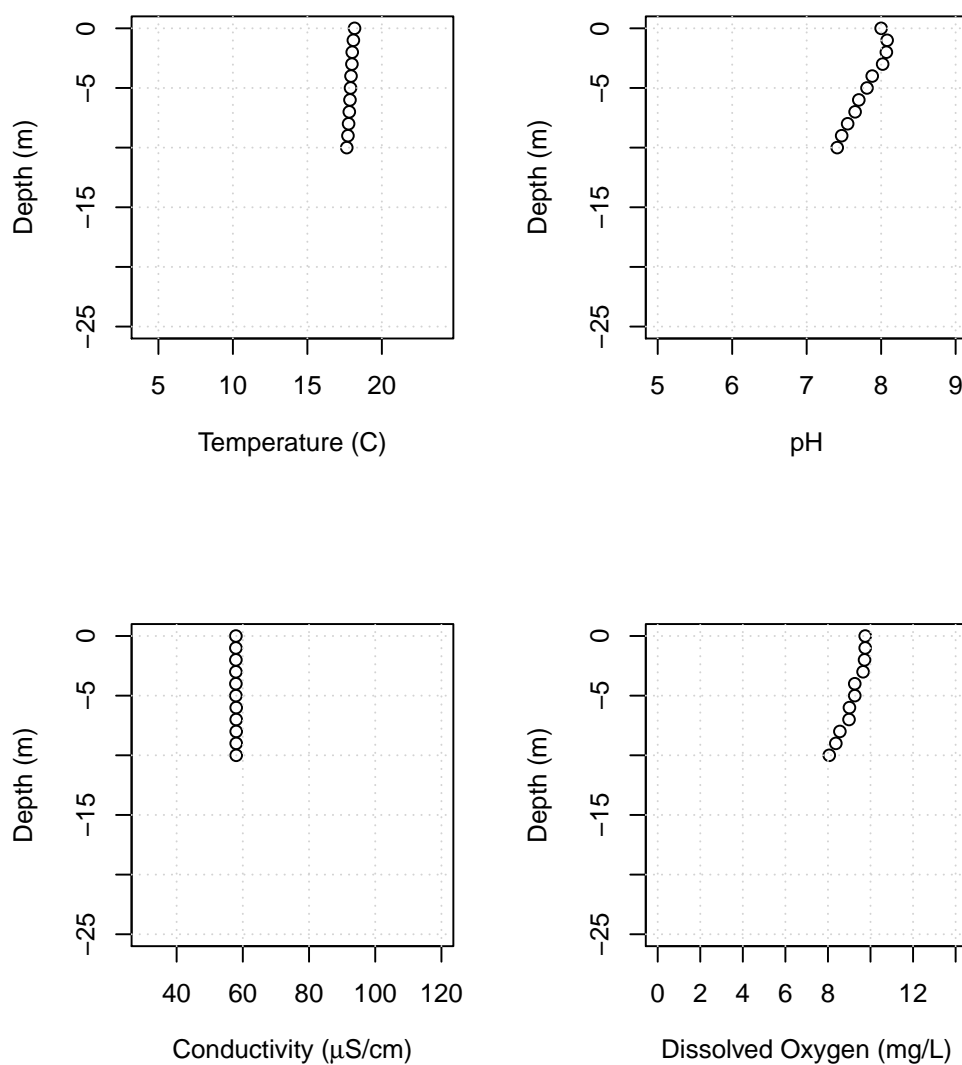 0
−5
−15
−25
Depth (m)
5 10 15 20
Temperature (C)
0
−5
−15
−25
Depth (m)
5 6 7 8 9
pH
0
−5
−15
−25
Depth (m)
40 60 80 100 120
Conductivity (µS/cm)
0
−5
−15
−25
Depth (m)
0 2 4 6 8 12
Dissolved Oxygen (mg/L)